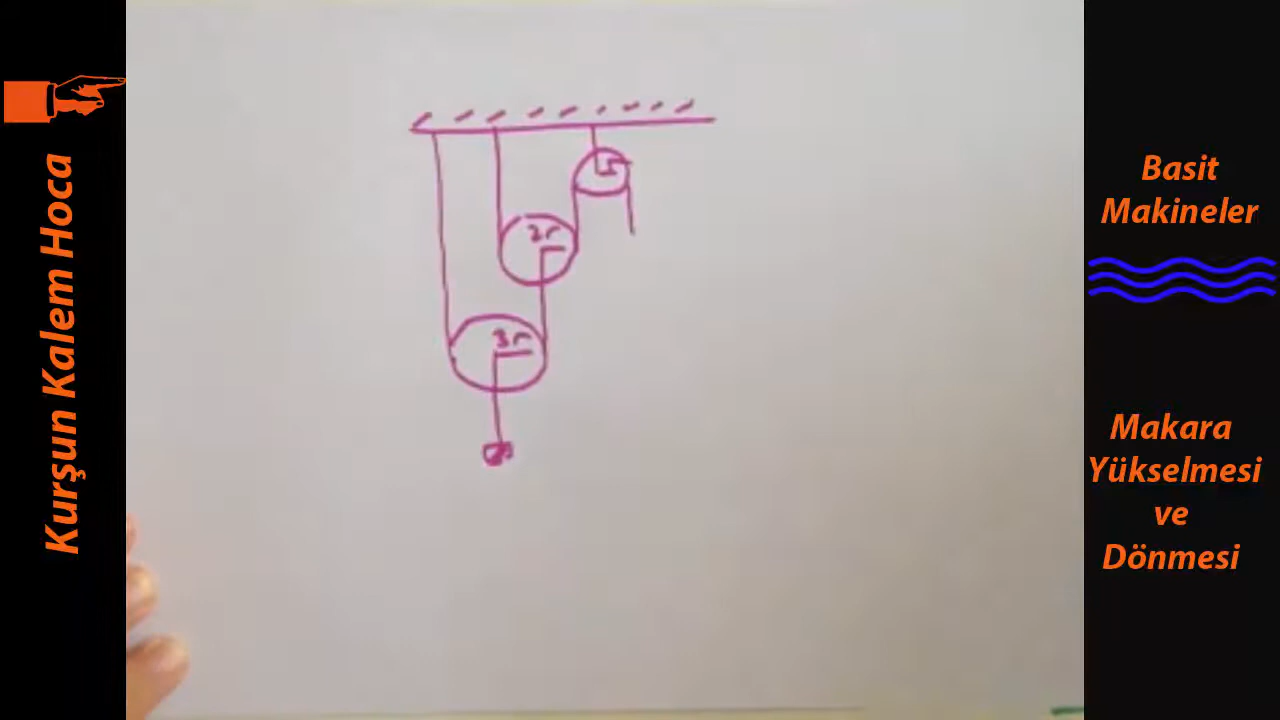 Kurşun Kalem Hoca
Basit
Makineler
Makara
Yükselmesi
ve
Dönmesi
r
2r
3r